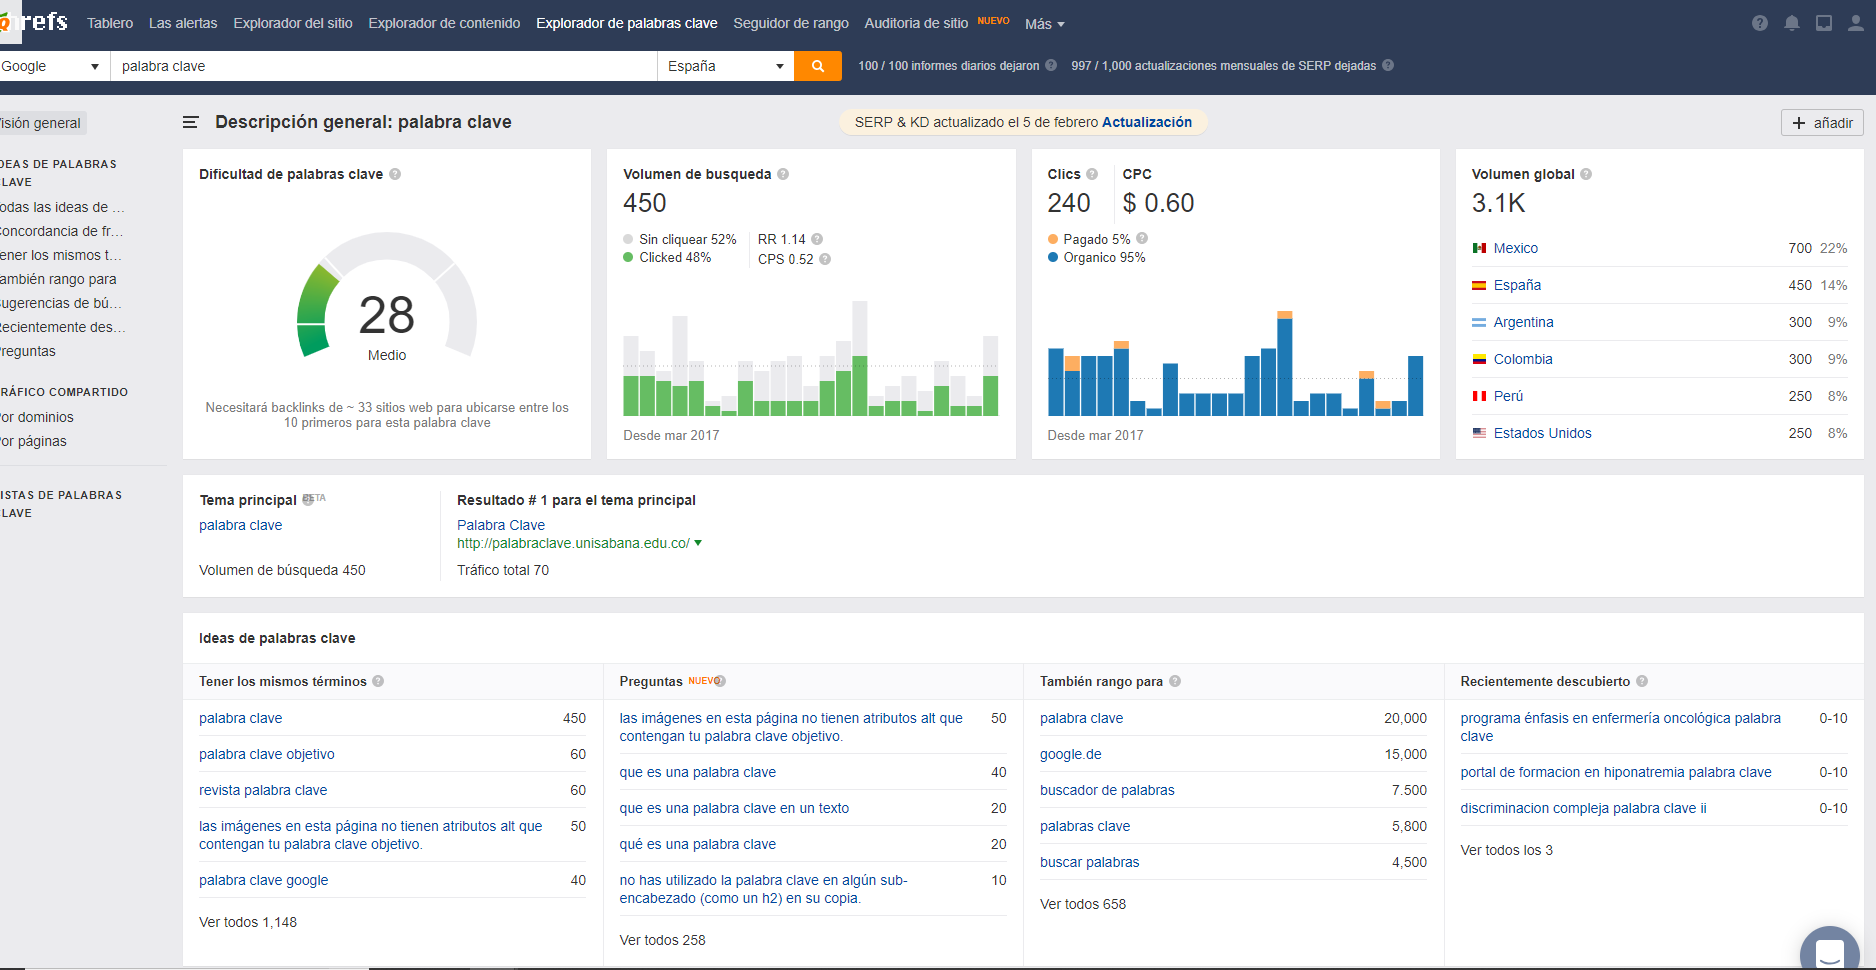 refs Tablero Las alertas Explorador del sitio Explorador de contenido Explorador de palabras clave Seguidor de rango Auditoria de sitio NUEVO Más
Google palabra clave España 100 / 100 informes diarios dejaron 997 / 1,000 actualizaciones mensuales de SERP dejadas
isión general
Descripción general: palabra clave
SERP & KD actualizado el 5 de febrero Actualización
+ añadir
DEAS DE PALABRAS
LAVE
odas las ideas de ...
oncordancia de fr...
ener los mismos t...
ambién rango para
ugerencias de bú...
ecientemente des...
reguntas
RÁFICO COMPARTIDO
or dominios
or páginas
ISTAS DE PALABRAS
LAVE
Dificultad de palabras clave
28
Medio
Necesitará backlinks de ~ 33 sitios web para ubicarse entre los
10 primeros para esta palabra clave
Volumen de busqueda
450
Sin cliquear 52% RR 1.14
Clicked 48% CPS 0.52
Desde mar 2017
Clics CPC
240 $ 0.60
Pagado 5%
Organico 95%
Desde mar 2017
Volumen global
3.1K
Mexico 700 22%
España 450 14%
Argentina 300 9%
Colombia 300 9%
Perú 250 8%
Estados Unidos 250 8%
Tema principal BETA
palabra clave
Volumen de búsqueda 450
Resultado # 1 para el tema principal
Palabra Clave
http://palabraclave.unisabana.edu.co/
Tráfico total 70
Ideas de palabras clave
Tener los mismos términos
palabra clave 450
palabra clave objetivo 60
revista palabra clave 60
las imágenes en esta página no tienen atributos alt que 50
contengan tu palabra clave objetivo.
palabra clave google 40
Ver todos 1,148
Preguntas NUEVO
las imágenes en esta página no tienen atributos alt que 50
contengan tu palabra clave objetivo.
que es una palabra clave 40
que es una palabra clave en un texto 20
qué es una palabra clave 20
no has utilizado la palabra clave en algún sub- 10
encabezado (como un h2) en su copia.
Ver todos 258
También rango para
palabra clave 20,000
google.de 15,000
buscador de palabras 7.500
palabras clave 5,800
buscar palabras 4,500
Ver todos 658
Recientemente descubierto
programa énfasis en enfermería oncológica palabra 0-10
clave
portal de formacion en hiponatremia palabra clave 0-10
discriminacion compleja palabra clave ii 0-10
Ver todos los 3